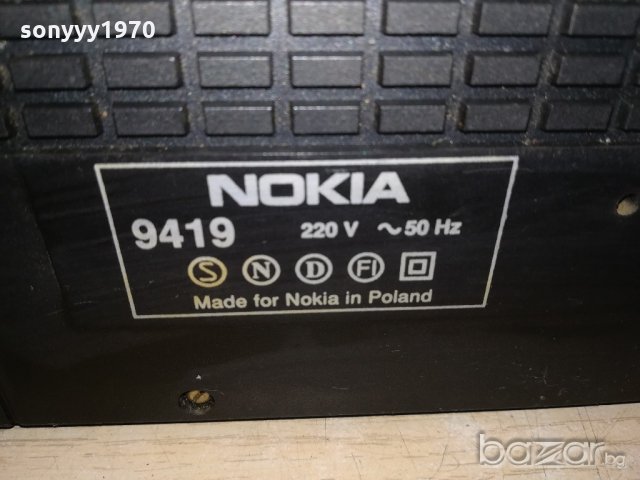 sonyyy1970
NOKIA
9419 220 V ~50 Hz
S N D FI
Made for Nokia in Poland
bazar.bg